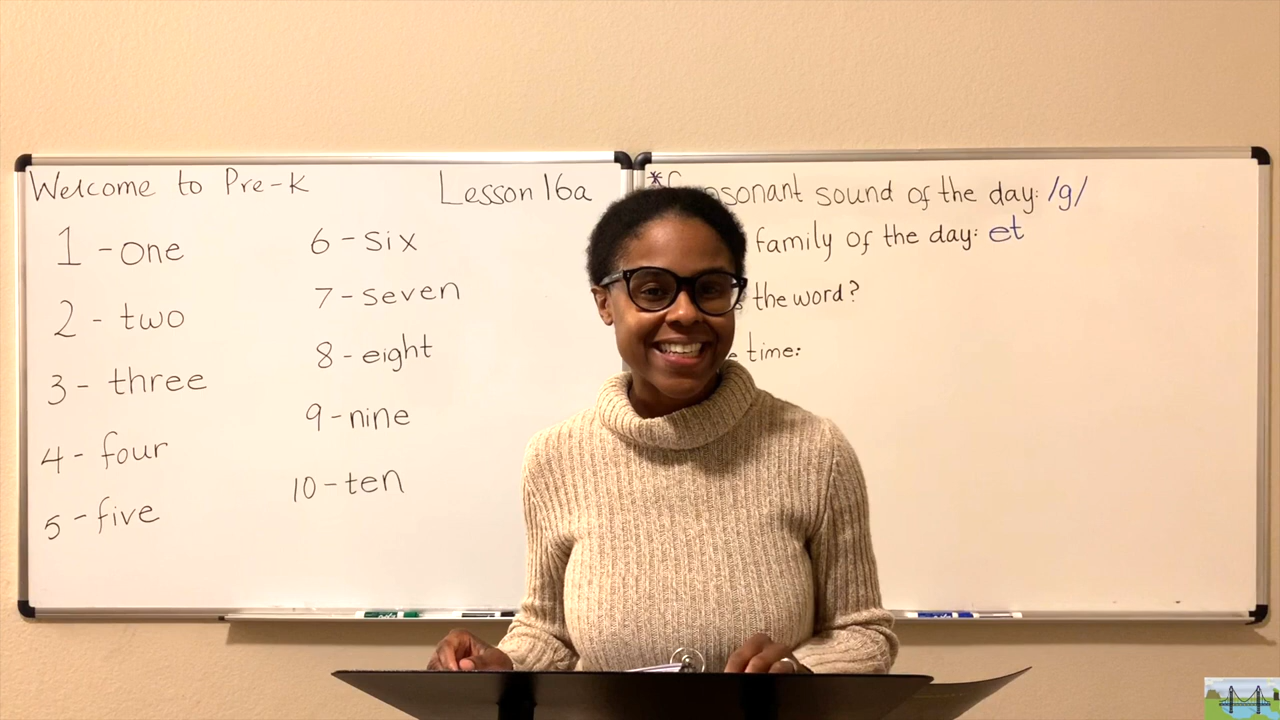 Welcome to Pre-K
Lesson 16a
1 - one
2 - two
3 - three
4 - four
5 - five
6 - six
7 - seven
8 - eight
9 - nine
10 - ten
sound of the day: /g/
family of the day: et
the word?
time: